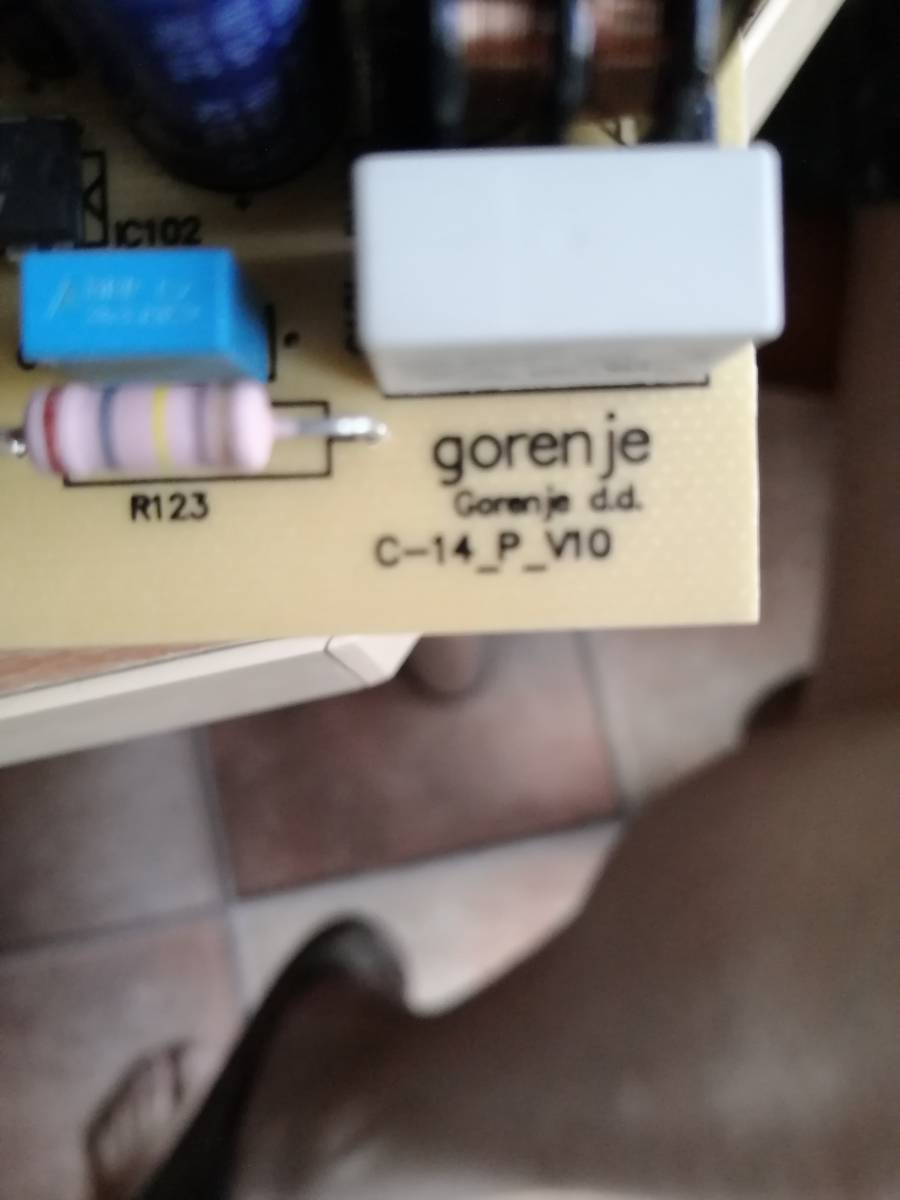 IC102
gorenje
Gorenje d.d.
R123
C-14_P_V10